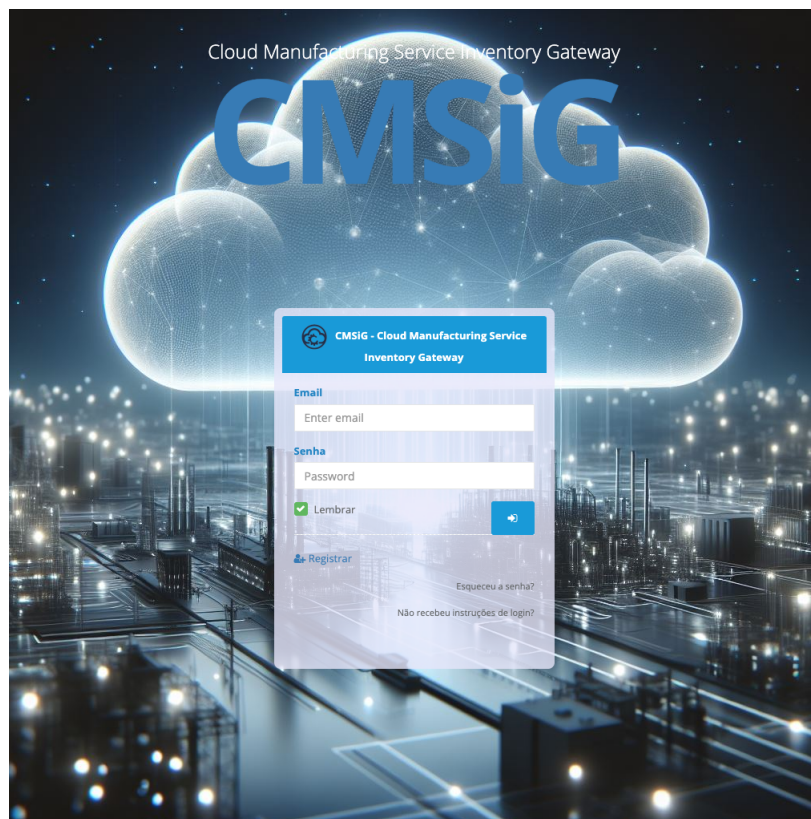 Cloud Manufacturing Service Inventory Gateway
CMSiG
CMSiG - Cloud Manufacturing Service
Inventory Gateway
Email
Enter email
Senha
Password
Lembrar
Registrar
Esqueceu a senha?
Não recebeu instruções de login?